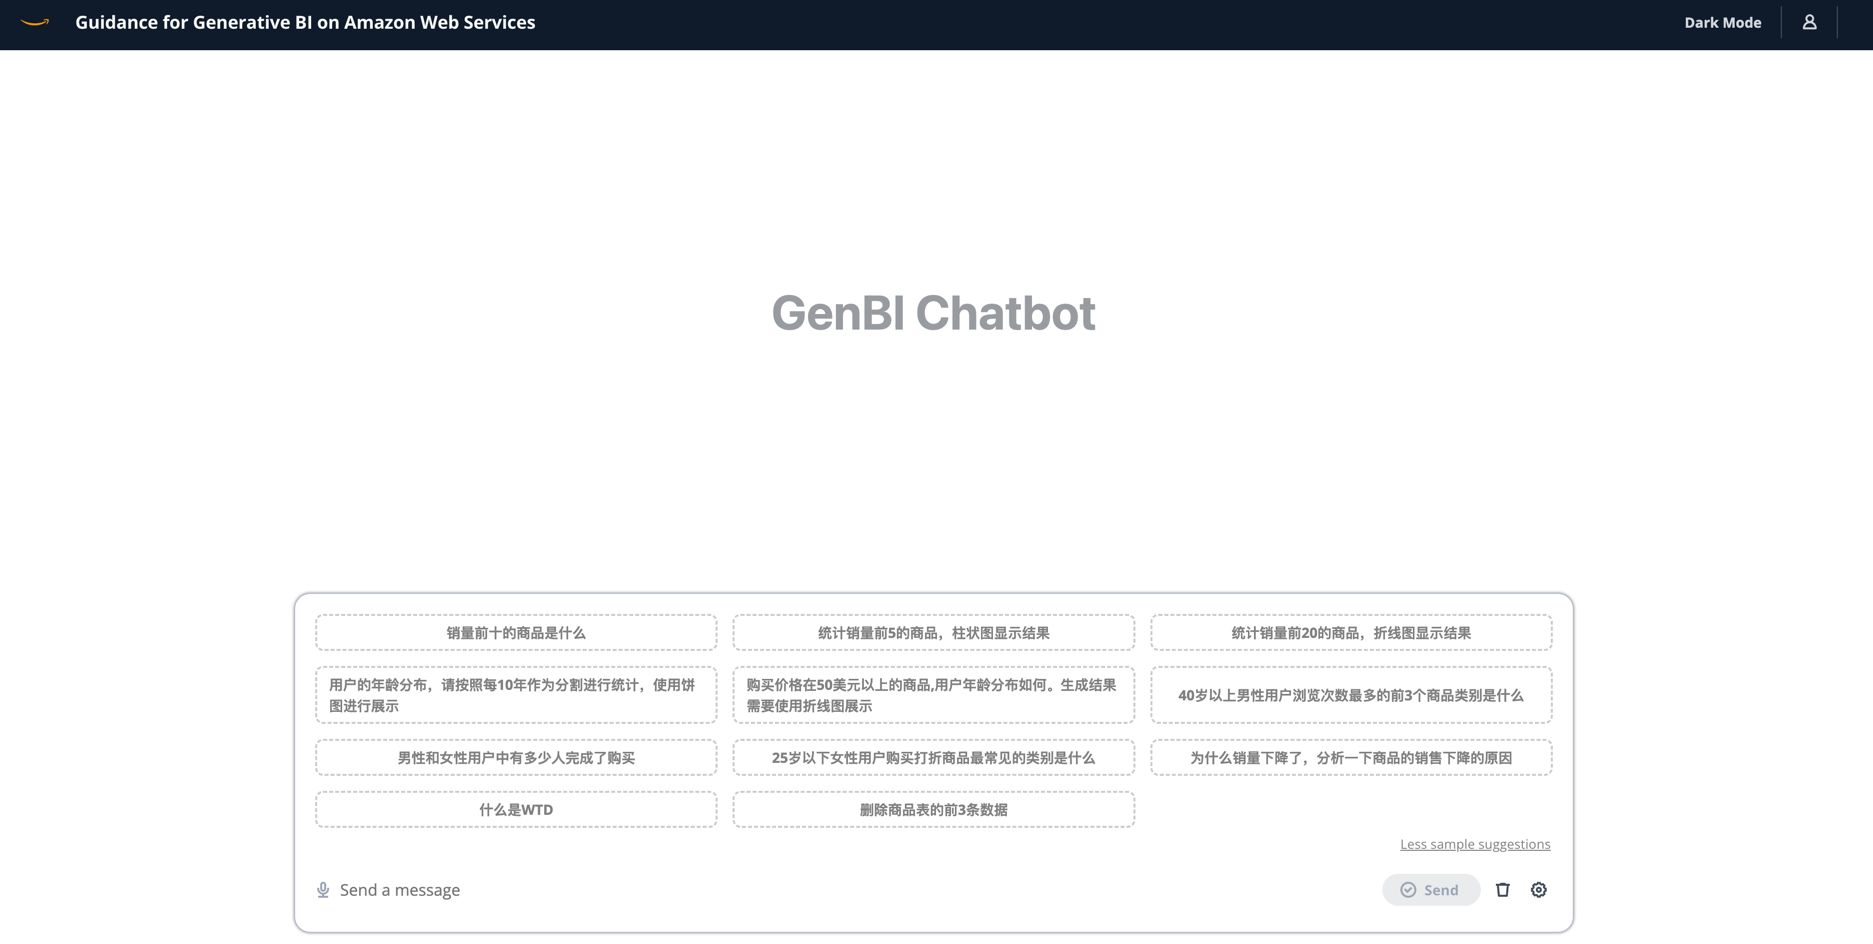 Guidance for Generative BI on Amazon Web Services
Dark Mode
GenBI Chatbot
销量前十的商品是什么
统计销量前5的商品，柱状图显示结果
统计销量前20的商品，折线图显示结果
用户的年龄分布，请按照每10年作为分割进行统计，使用饼
图进行展示
购买价格在50美元以上的商品,用户年龄分布如何。生成结果
需要使用折线图展示
40岁以上男性用户浏览次数最多的前3个商品类别是什么
男性和女性用户中有多少人完成了购买
25岁以下女性用户购买打折商品最常见的类别是什么
为什么销量下降了，分析一下商品的销售下降的原因
什么是WTD
删除商品表的前3条数据
Less sample suggestions
Send a message
Send